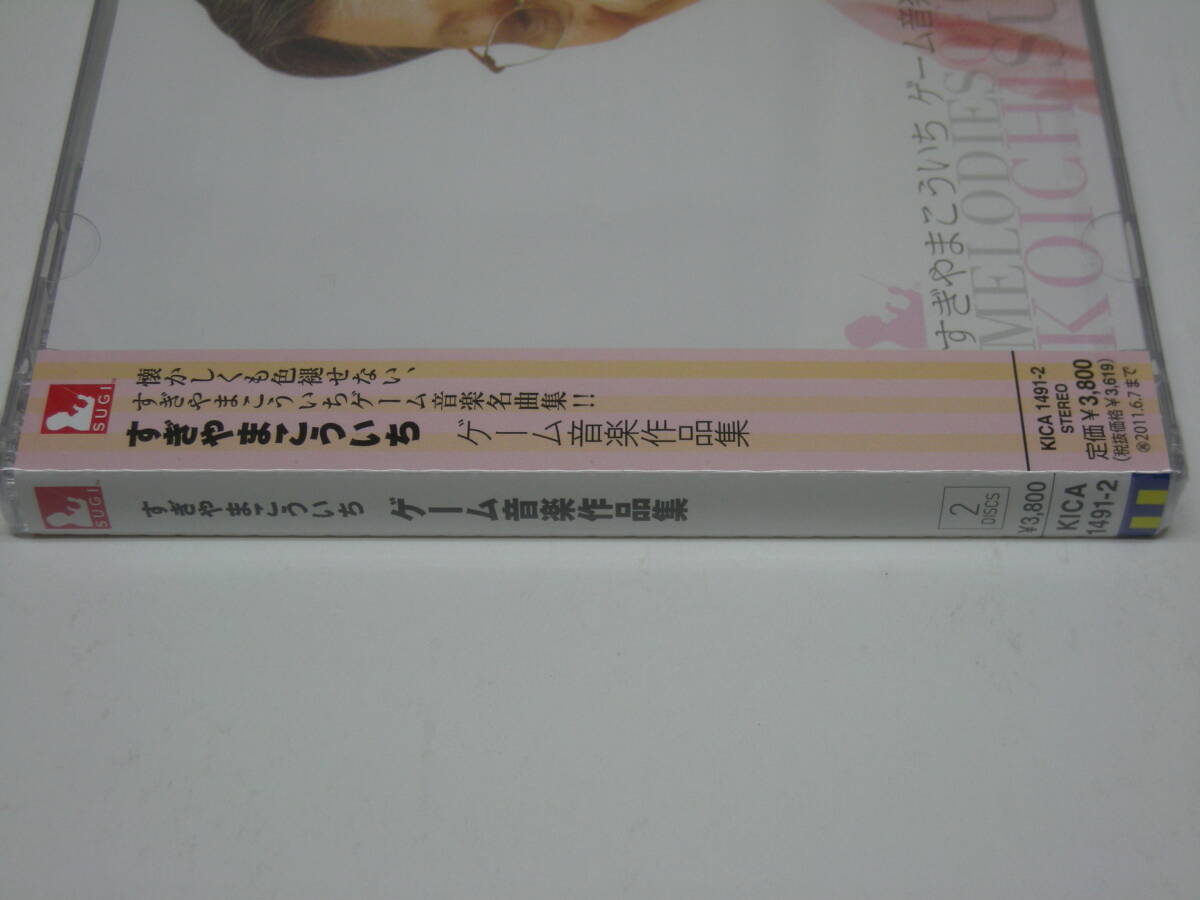 すぎやまこういち ゲーム音楽
MELODIES
KOICHI SU
SUGI
懐かしくも色褪せない、
すぎやまこういちゲーム音楽名曲集!!
すぎやまこういち ゲーム音楽作品集
KICA 1491-2
STEREO
定価¥3,800
(税抜価格¥3,619)
Ⓡ2011.6.7まで
SUGI
すぎやまこういち ゲーム音楽作品集
2
DISCS
¥3,800
KICA
1491-2